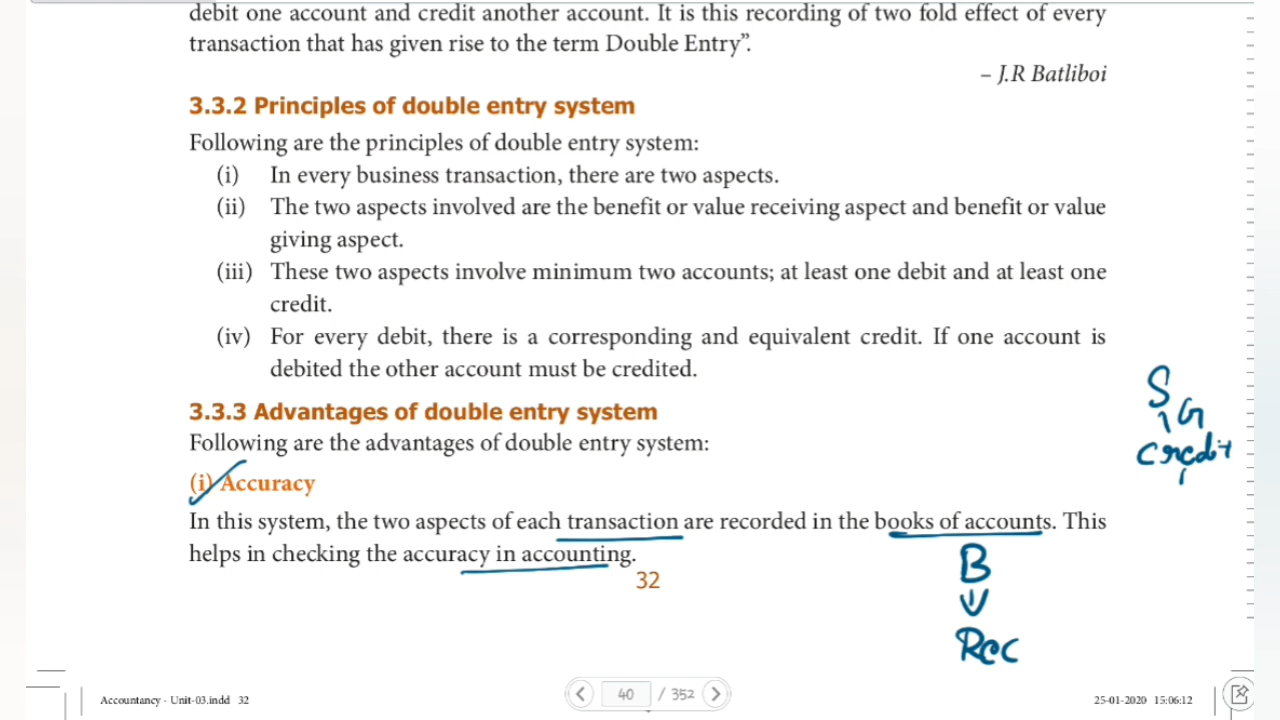 debit one account and credit another account. It is this recording of two fold effect of every
transaction that has given rise to the term Double Entry”.
– J.R Batliboi
3.3.2 Principles of double entry system
Following are the principles of double entry system:
(i) In every business transaction, there are two aspects.
(ii) The two aspects involved are the benefit or value receiving aspect and benefit or value
giving aspect.
(iii) These two aspects involve minimum two accounts; at least one debit and at least one
credit.
(iv) For every debit, there is a corresponding and equivalent credit. If one account is
debited the other account must be credited.
3.3.3 Advantages of double entry system
Following are the advantages of double entry system:
(i) Accuracy
In this system, the two aspects of each transaction are recorded in the books of accounts. This
helps in checking the accuracy in accounting.
32
S
G
Credit
B
Rec
Accountancy - Unit-03.indd 32
40 / 352
25-01-2020 15:06:12